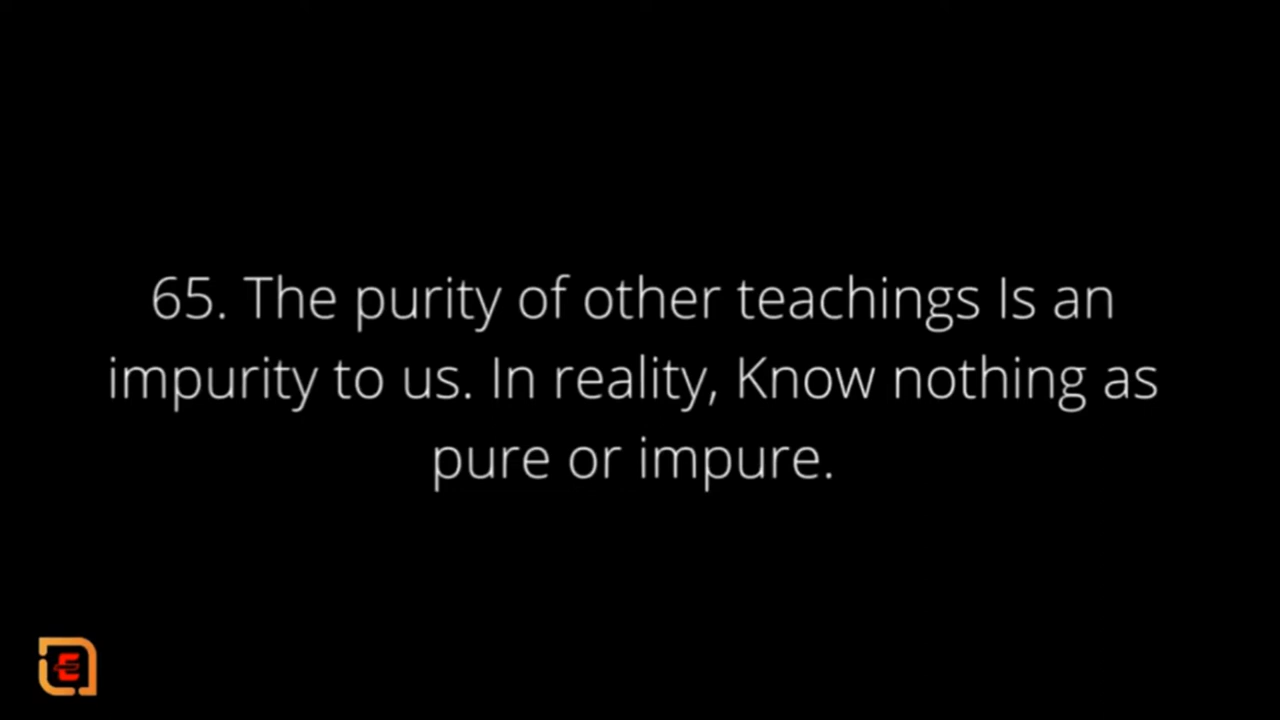 65. The purity of other teachings Is an
impurity to us. In reality, Know nothing as
pure or impure.
E